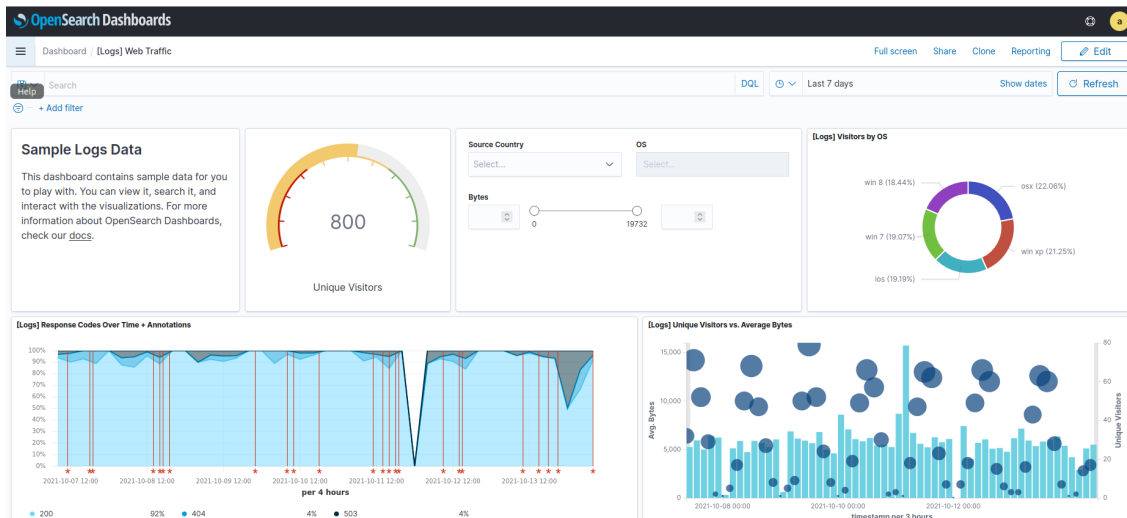 OpenSearch Dashboards
a
Dashboard / [Logs] Web Traffic
Full screen Share Clone Reporting Edit
Search
DQL
Last 7 days
Show dates
Refresh
Help
+ Add filter
Sample Logs Data
This dashboard contains sample data for you
to play with. You can view it, search it, and
interact with the visualizations. For more
information about OpenSearch Dashboards,
check our docs.
800
Unique Visitors
Source Country
Select...
OS
Select...
Bytes
0
19732
[Logs] Visitors by OS
win 8 (18.44%)
osx (22.06%)
win 7 (19.07%)
win xp (21.25%)
ios (19.19%)
[Logs] Response Codes Over Time + Annotations
100%
90%
80%
70%
60%
50%
40%
30%
20%
10%
0%
2021-10-07 12:00
2021-10-08 12:00
2021-10-09 12:00
2021-10-10 12:00
2021-10-11 12:00
2021-10-12 12:00
2021-10-13 12:00
per 4 hours
200 92%
404 4%
503 4%
[Logs] Unique Visitors vs. Average Bytes
15,000
10,000
5,000
0
Avg. Bytes
80
60
40
20
0
Unique Visitors
2021-10-08 00:00
2021-10-10 00:00
2021-10-12 00:00
timestamp per 3 hours